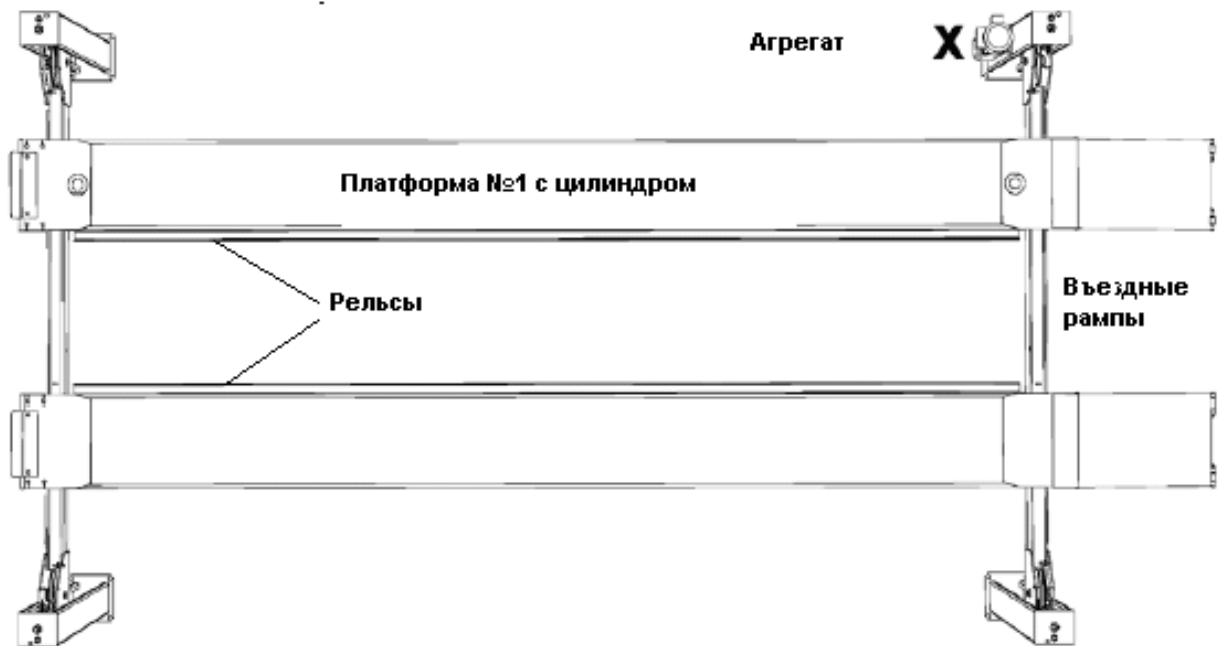 Агрегат
X
Платформа №1 с цилиндром
Рельсы
Въездные
рампы